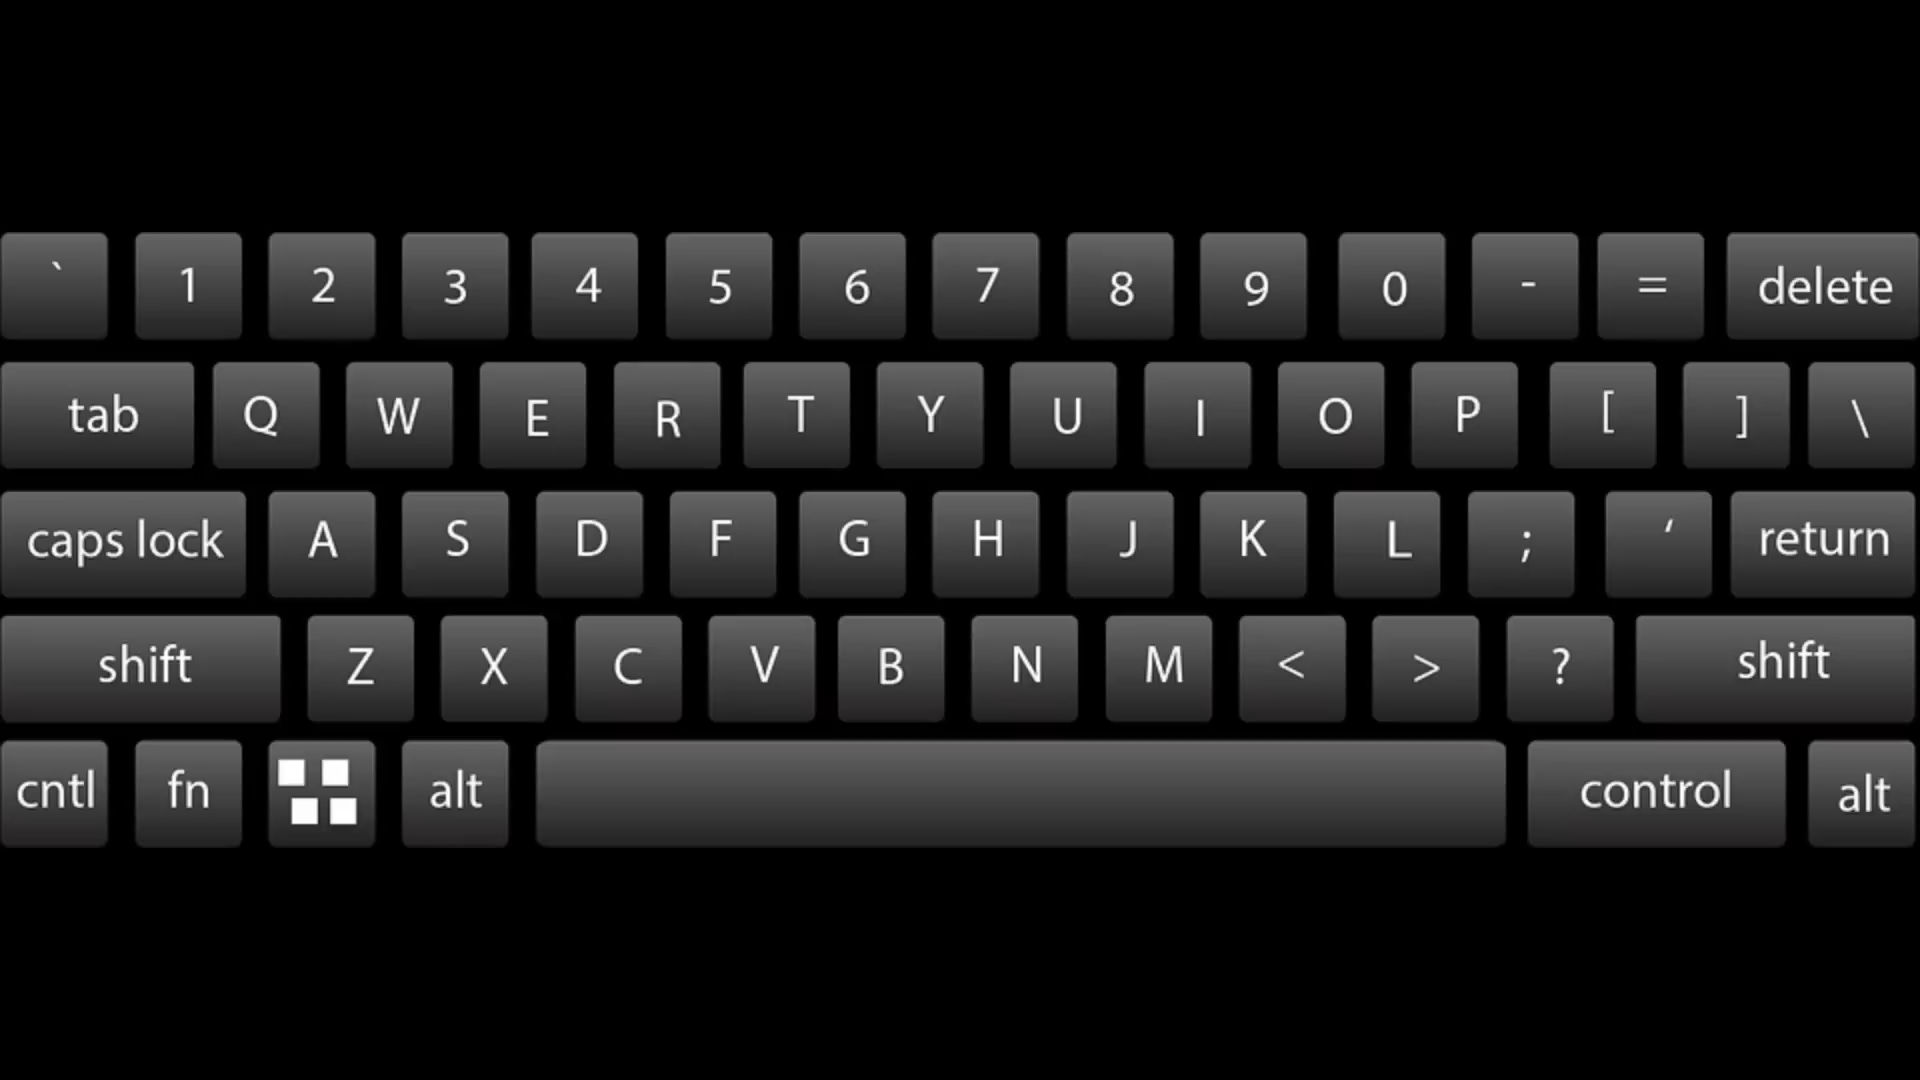 ` 1 2 3 4 5 6 7 8 9 0 - = delete
tab Q W E R T Y U I O P [ ] \
caps lock A S D F G H J K L ; ‘ return
shift Z X C V B N M < > ? shift
cntl fn alt control alt